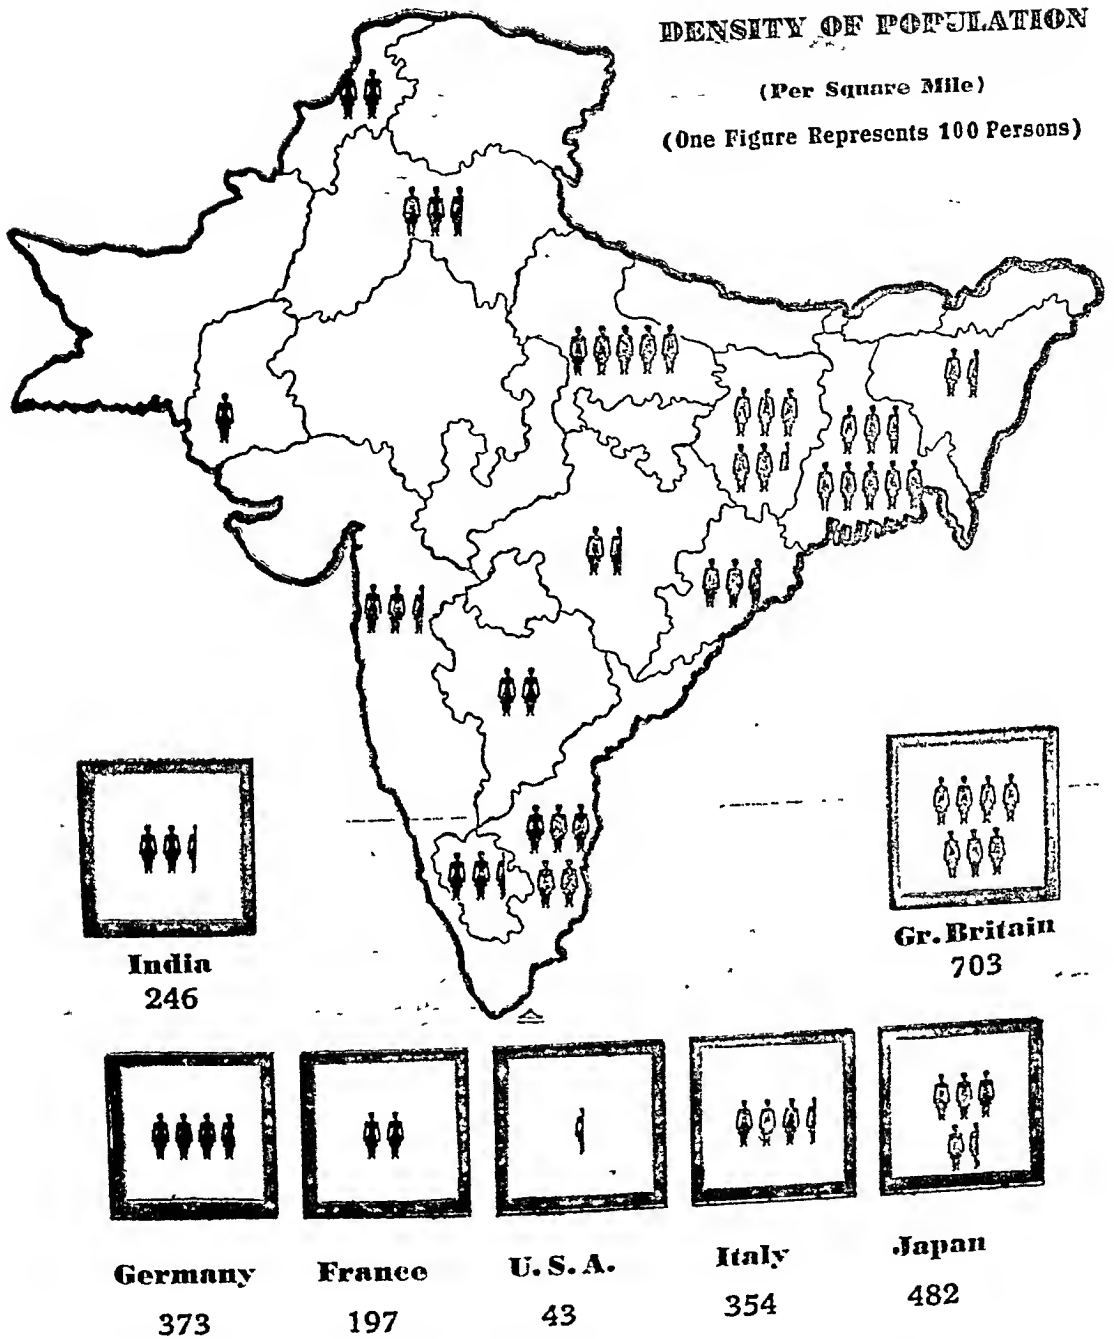 DENSITY OF POPULATION
(Per Square Mile)
(One Figure Represents 100 Persons)
India
246
Gr. Britain
703
Germany
373
France
197
U. S. A.
43
Italy
354
Japan
482